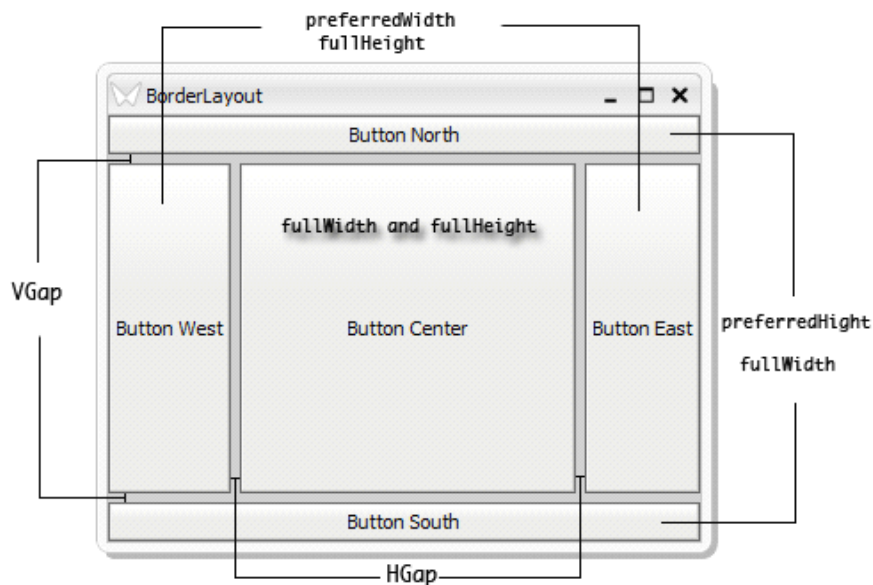 preferredWidth
fullHeight
BorderLayout
Button North
fullWidth and fullHeight
VGap
Button West
Button Center
Button East
preferredHight
fullWidth
Button South
HGap